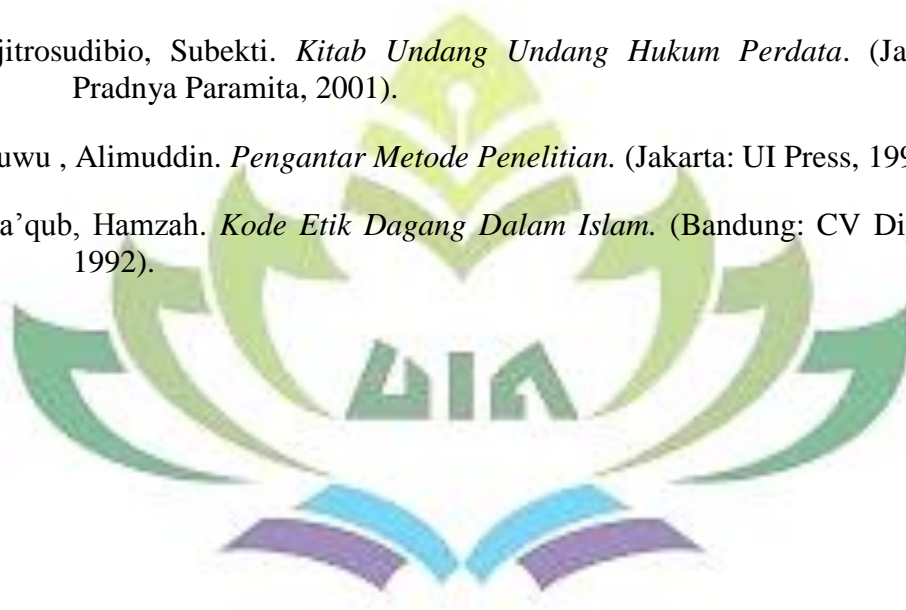 jitrosudibio, Subekti. Kitab Undang Undang Hukum Perdata. (Ja
Pradnya Paramita, 2001).
uwu , Alimuddin. Pengantar Metode Penelitian. (Jakarta: UI Press, 199
a’qub, Hamzah. Kode Etik Dagang Dalam Islam. (Bandung: CV Di
1992).
UIN